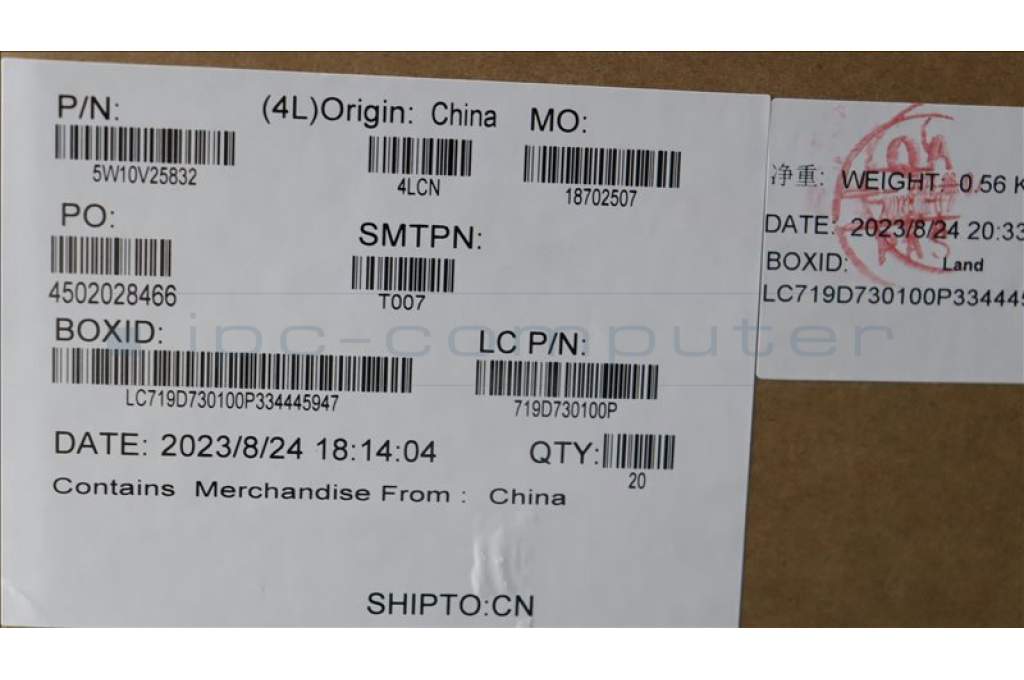 P/N: (4L)Origin: China MO:
5W10V25832 4LCN 18702507
PO: SMTPN:
4502028466 T007
BOXID: LC P/N:
LC719D730100P334445947 719D730100P
DATE: 2023/8/24 18:14:04 QTY:
20
Contains Merchandise From : China
SHIPTO:CN
净重: WEIGHT: 0.56 K
DATE: 2023/8/24 20:33
BOXID: Land
LC719D730100P334445
ipc-computer